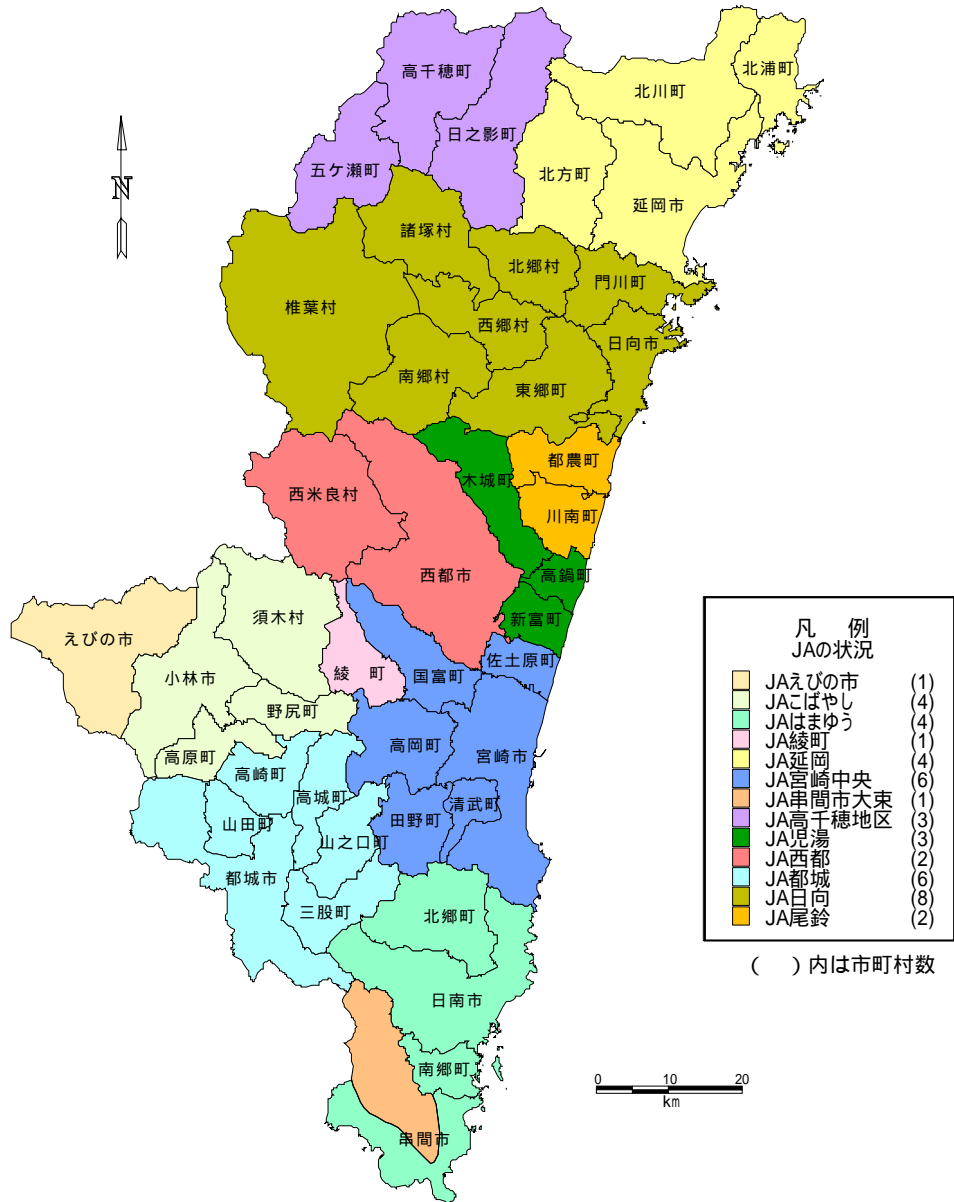 高千穂町
北浦町
北川町
日之影町
五ケ瀬町
北方町
延岡市
N
諸塚村
北郷村
門川町
椎葉村
西郷村
日向市
南郷村
東郷町
都農町
木城町
西米良村
川南町
西都市
高鍋町
須木村
新富町
えびの市
佐土原町
綾 町
国富町
小林市
野尻町
高岡町
宮崎市
高原町
高崎町
高城町
清武町
田野町
山田町
山之口町
都城市
三股町
北郷町
日南市
南郷町
串間市
凡 例
JAの状況
JAえびの市 (1)
JAこばやし (4)
JAはまゆう (4)
JA綾町 (1)
JA延岡 (4)
JA宮崎中央 (6)
JA串間市大束 (1)
JA高千穂地区 (3)
JA児湯 (3)
JA西都 (2)
JA都城 (6)
JA日向 (8)
JA尾鈴 (2)
( )内は市町村数
0 10 20
km